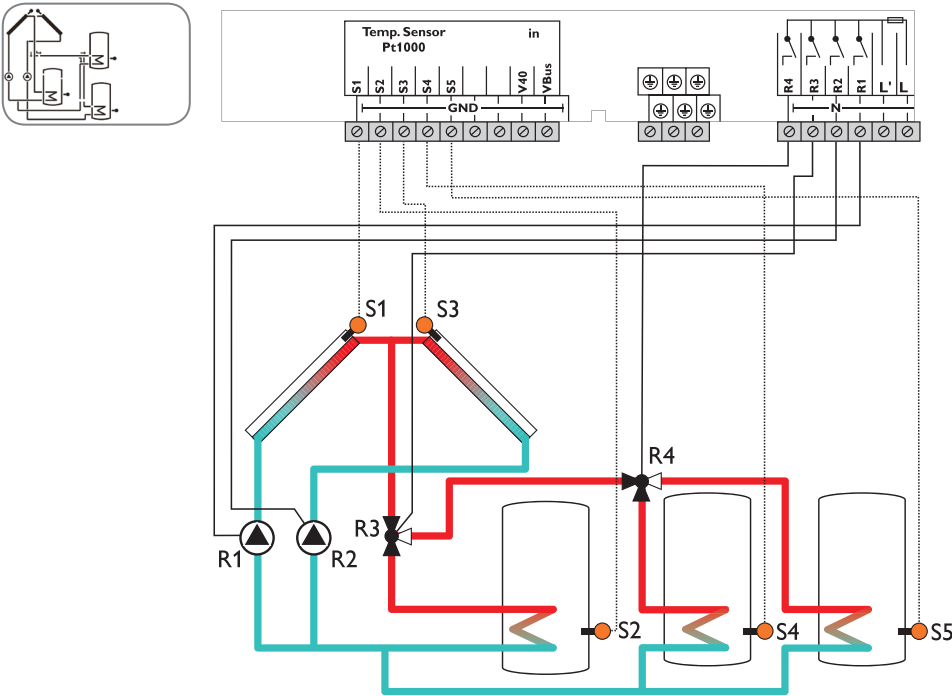 Temp. Sensor in
Pt1000
S1 S2 S3 S4 S5 V40 VBus
R4 R3 R2 R1 L' L
GND
N
S1 S3
R4
R3
R1 R2
S2 S4 S5